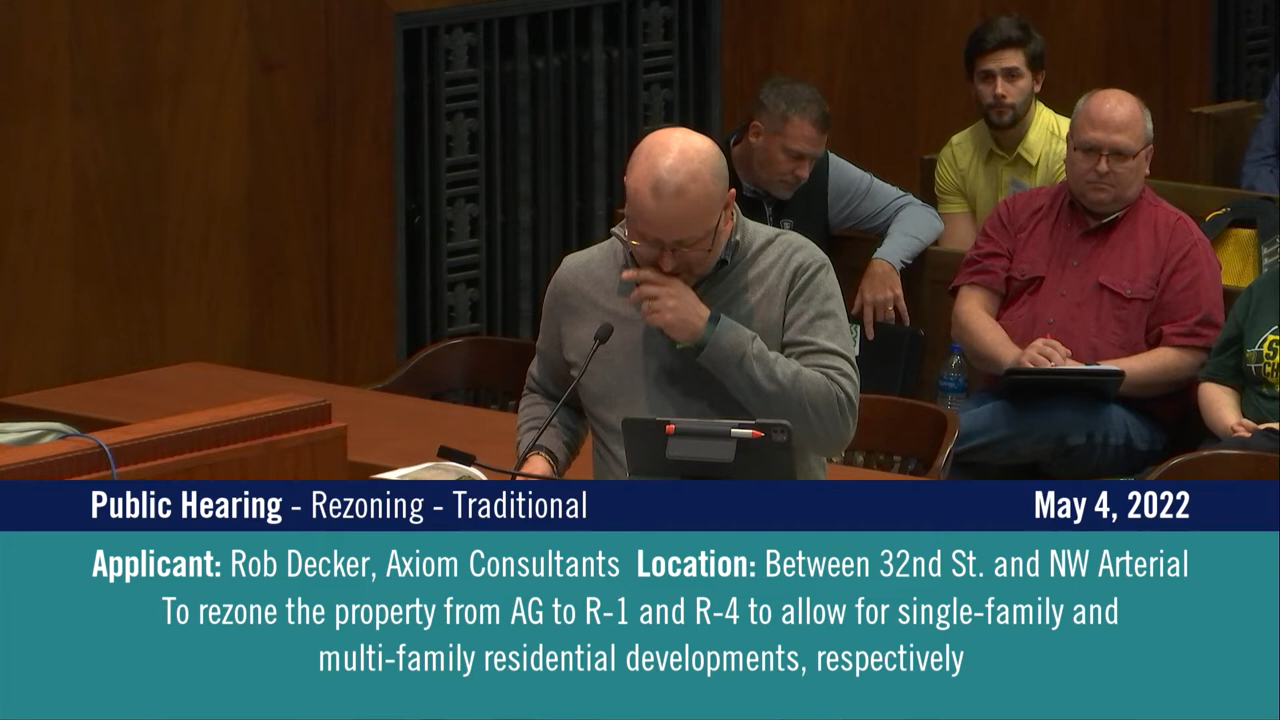 Public Hearing - Rezoning - Traditional May 4, 2022
Applicant: Rob Decker, Axiom Consultants Location: Between 32nd St. and NW Arterial
To rezone the property from AG to R-1 and R-4 to allow for single-family and
multi-family residential developments, respectively